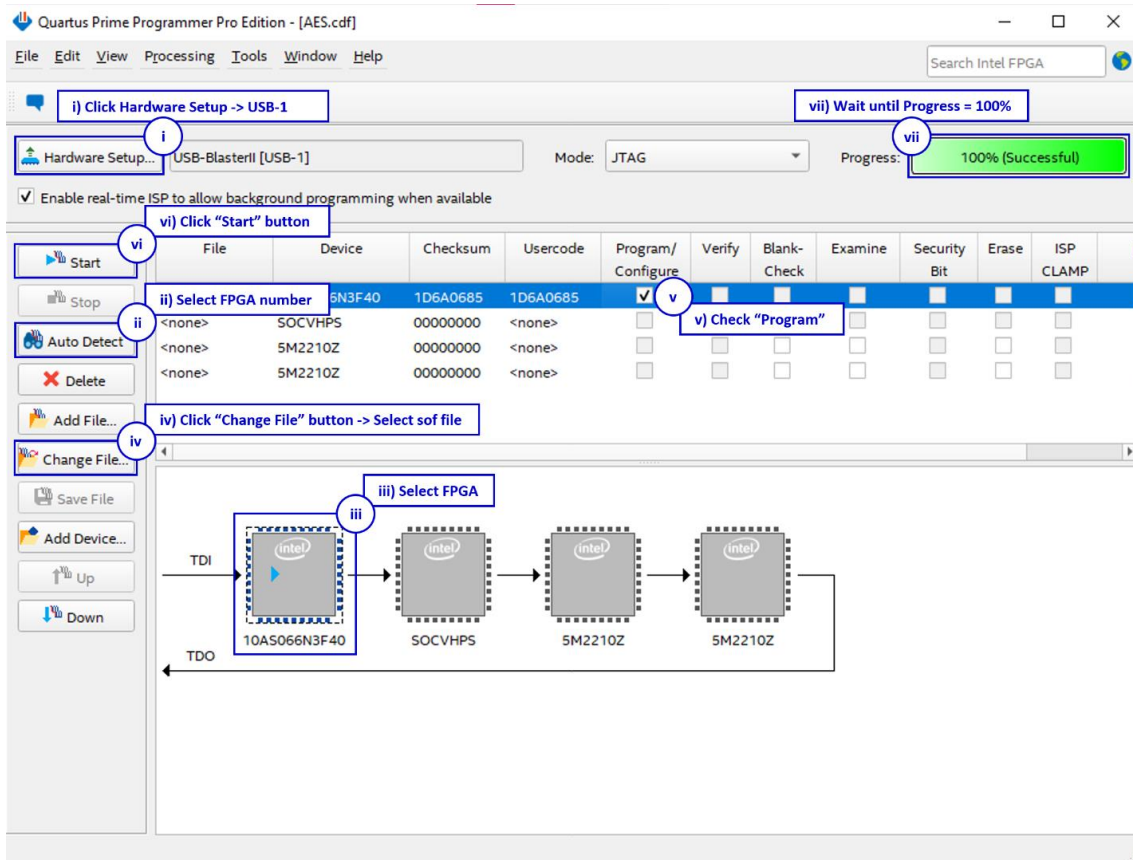 Quartus Prime Programmer Pro Edition - [AES.cdf]
File Edit View Processing Tools Window Help
Search Intel FPGA
i) Click Hardware Setup -> USB-1
vii) Wait until Progress = 100%
i
vii
Hardware Setup... USB-BlasterII [USB-1] Mode: JTAG Progress: 100% (Successful)
Enable real-time ISP to allow background programming when available
vi) Click “Start” button
vi
Start
File Device Checksum Usercode Program/ Configure Verify Blank- Check Examine Security Bit Erase ISP CLAMP
Stop
ii) Select FPGA number
6N3F40 1D6A0685 1D6A0685
v
ii
<none> SOCVHPS 00000000 <none>
v) Check “Program”
Auto Detect
<none> 5M2210Z 00000000 <none>
Delete
<none> 5M2210Z 00000000 <none>
Add File...
iv) Click “Change File” button -> Select sof file
iv
Change File...
Save File
iii) Select FPGA
iii
Add Device...
TDI
intel intel intel intel
Up
Down
10AS066N3F40 SOCVHPS 5M2210Z 5M2210Z
TDO